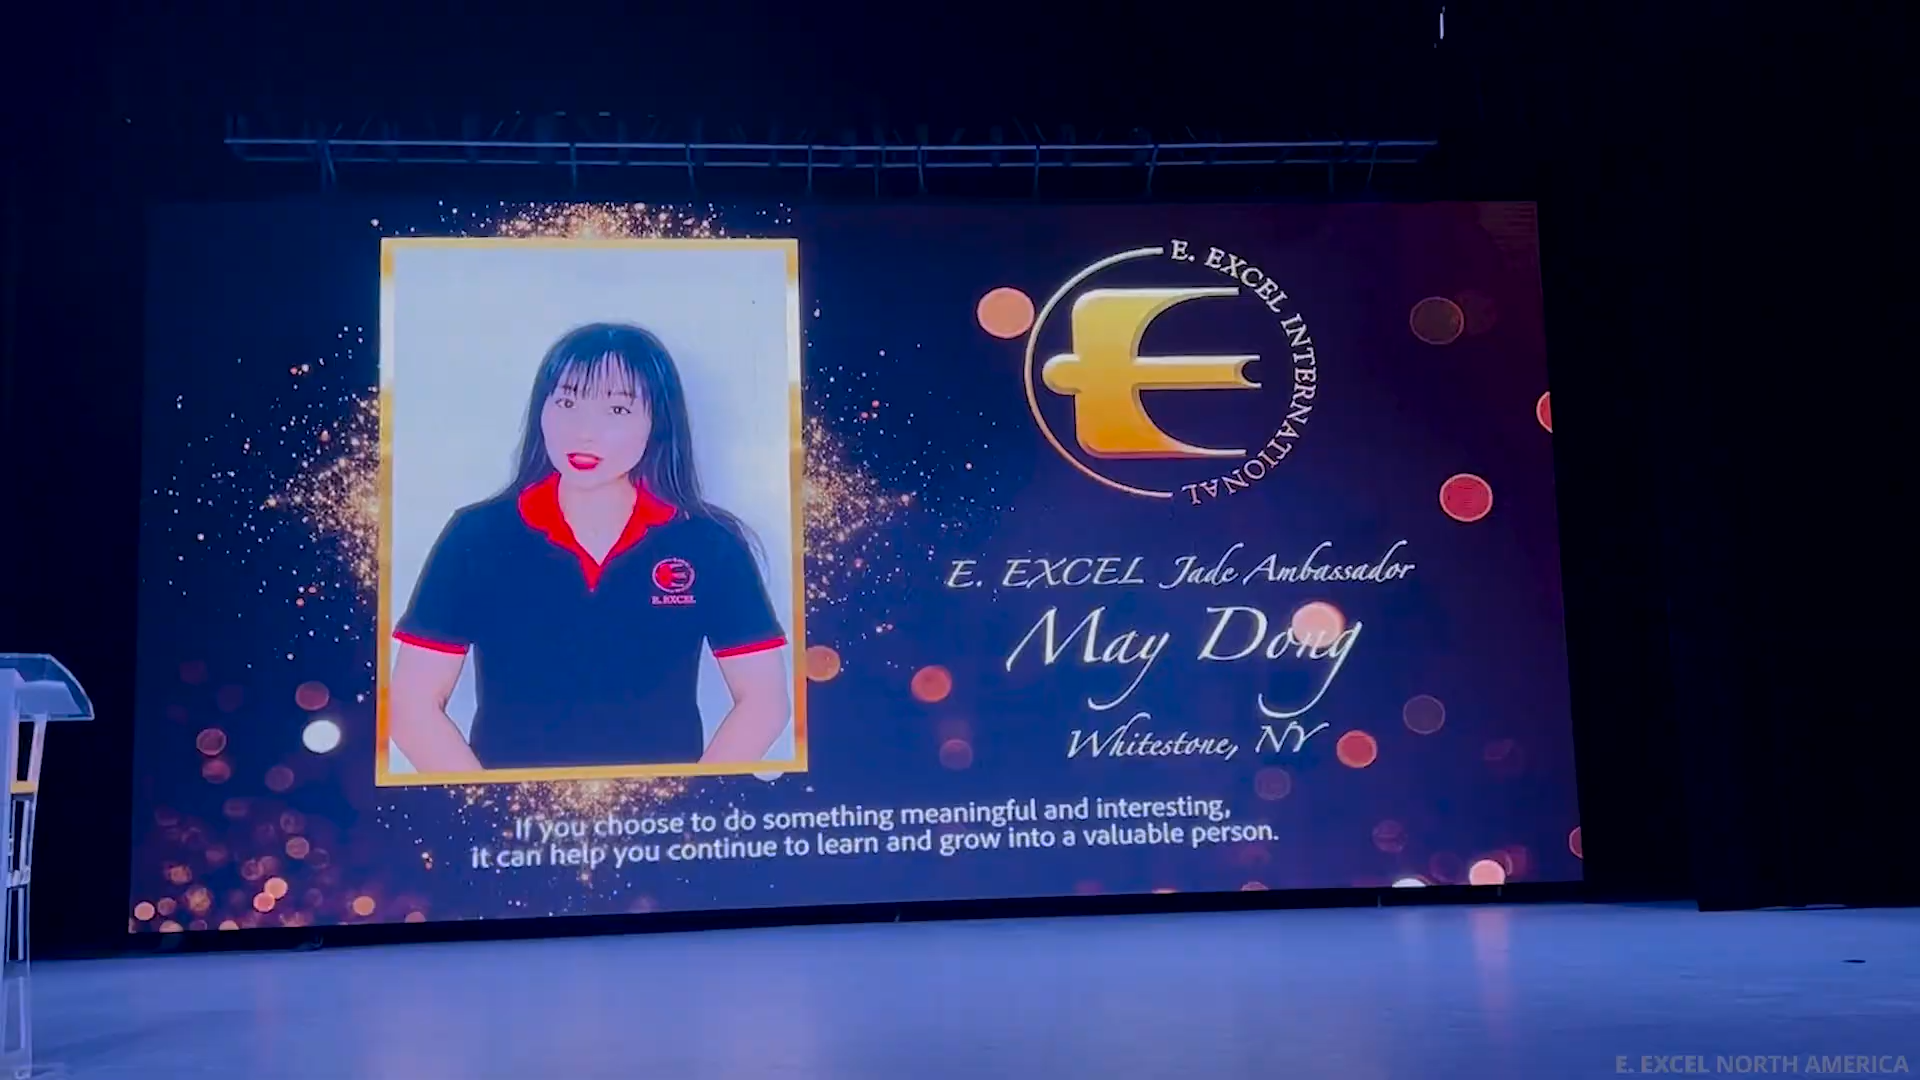 E. EXCEL INTERNATIONAL
E. EXCEL
E. EXCEL Jade Ambassador
May Dong
Whitestone, NY
If you choose to do something meaningful and interesting,
it can help you continue to learn and grow into a valuable person.
E. EXCEL NORTH AMERICA